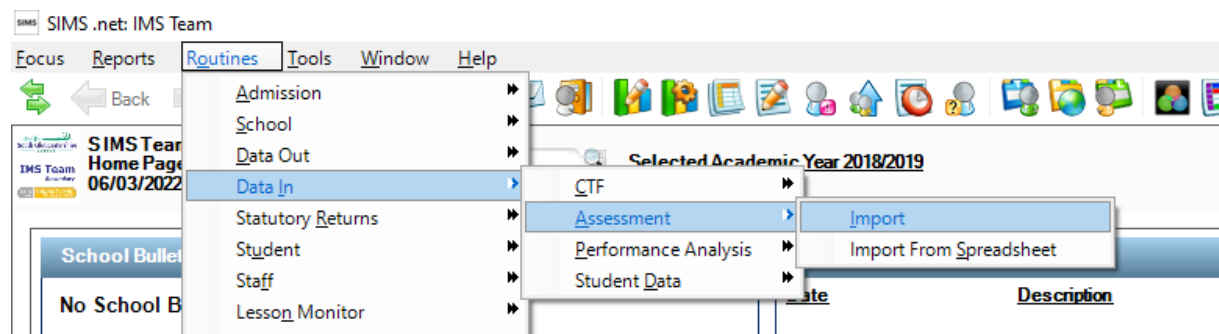 SIMS .net: IMS Team
Focus Reports Routines Tools Window Help
Back
Admission
School
Data Out
Data In
Statutory Returns
Student
Staff
Lesson Monitor
SIMS Tear
Home Page
06/03/2022
IMS Team
Selected Academic Year 2018/2019
CTF
Assessment
Performance Analysis
Student Data
Import
Import From Spreadsheet
School Bullet
No School B
Date Description